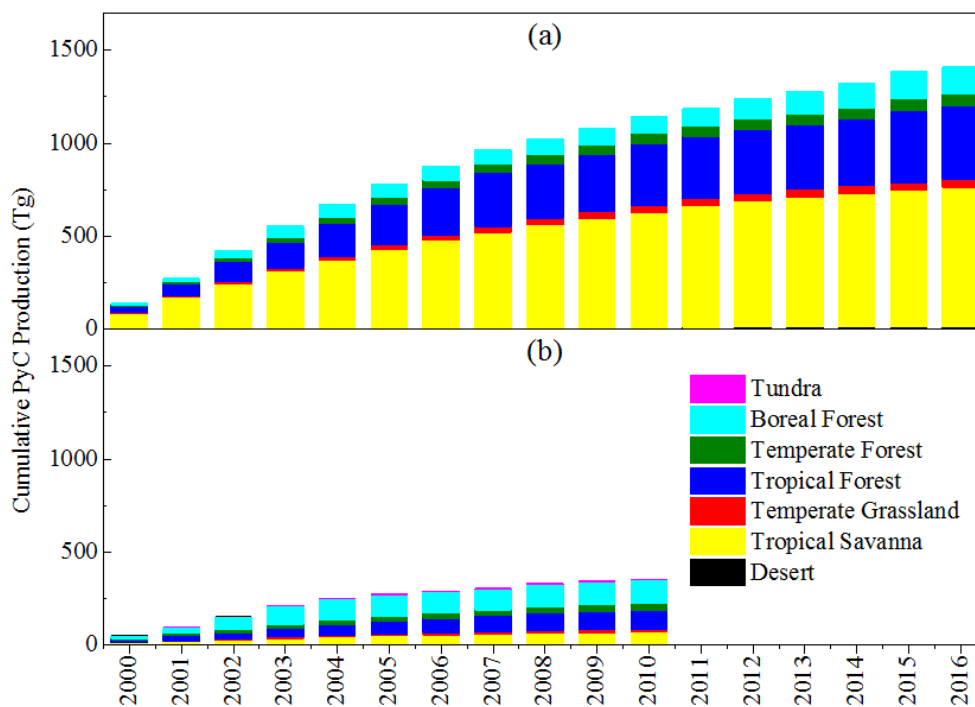 (a)
1500
1000
500
0
Cumulative PyC Production (Tg)
(b)
1500
1000
500
0
Tundra
Boreal Forest
Temperate Forest
Tropical Forest
Temperate Grassland
Tropical Savanna
Desert
2000
2001
2002
2003
2004
2005
2006
2007
2008
2009
2010
2011
2012
2013
2014
2015
2016